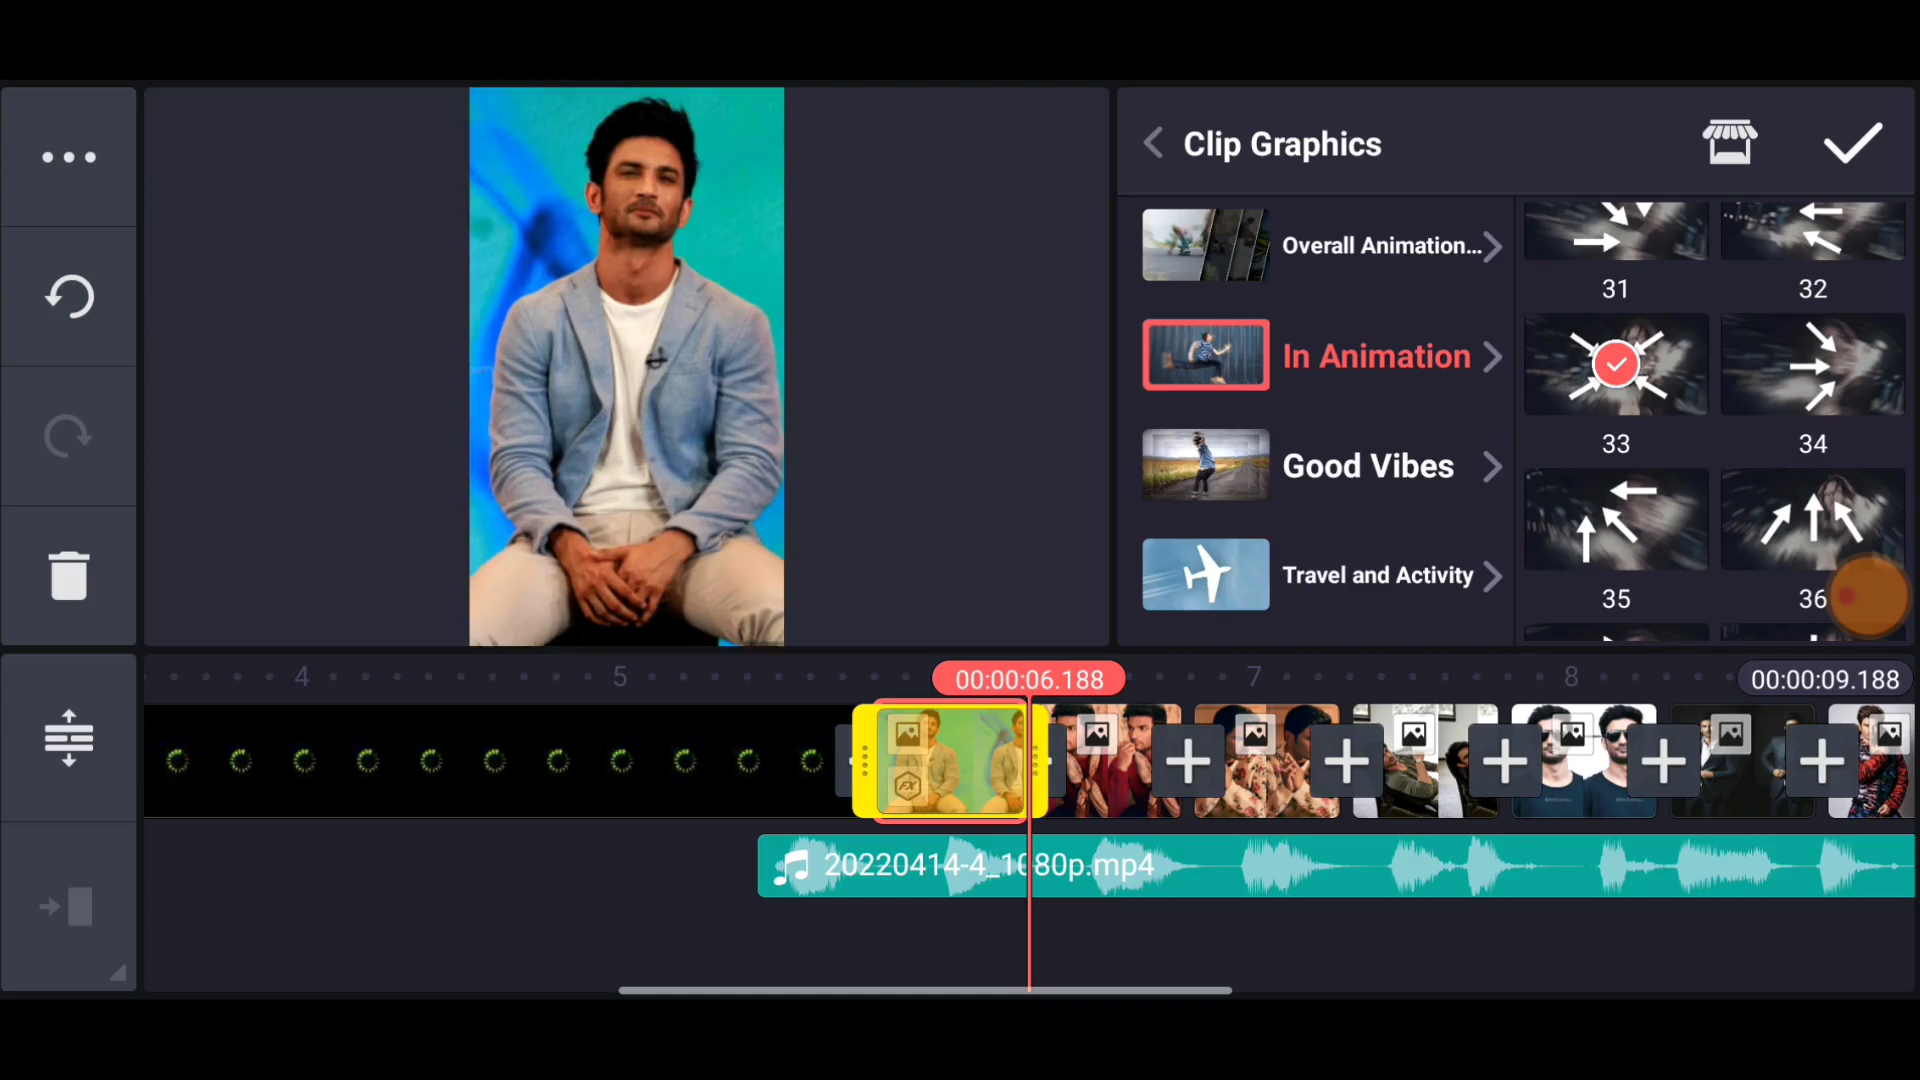 Clip Graphics
Overall Animation...
In Animation
Good Vibes
Travel and Activity
31
32
33
34
35
36
4
5
00:00:06.188
7
8
00:00:09.188
FX
20220414-4_1080p.mp4